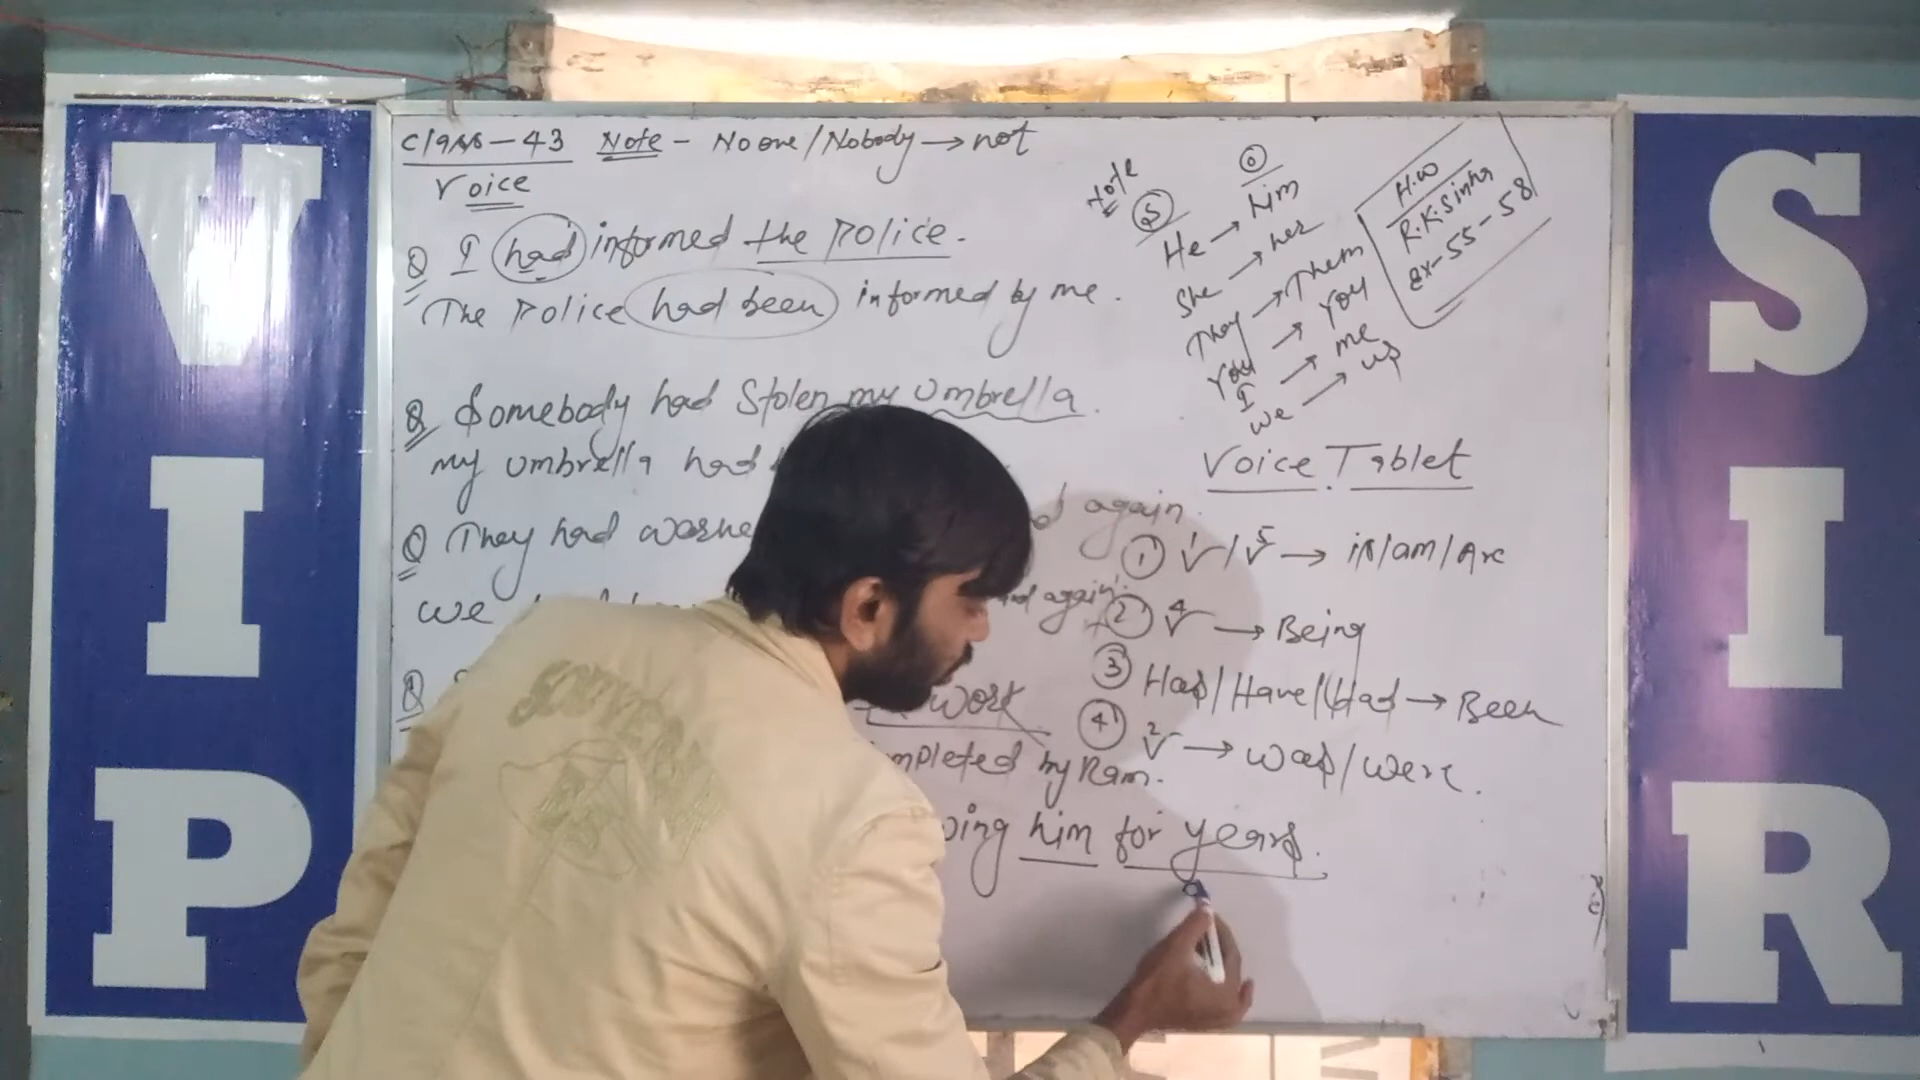 VIP
SIR
Class-43 Note - No one/Nobody → not
Voice
Q I had informed the Police.
The Police had been informed by me.
Q Somebody had Stolen my Umbrella.
my Umbrella had
Q They had washe again.
we again.
Q work
mpleted by Ram.
him for years.
Note
S O
He → him
She → her
They → Them
You → You
I → me
we → us
H.W
R.K. Sinha
ex-55-58
Voice Tablet
① V1/V5 → is/am/Are
② V4 → Being
③ Has/Have/Had → Been
④ V2 → was/were.